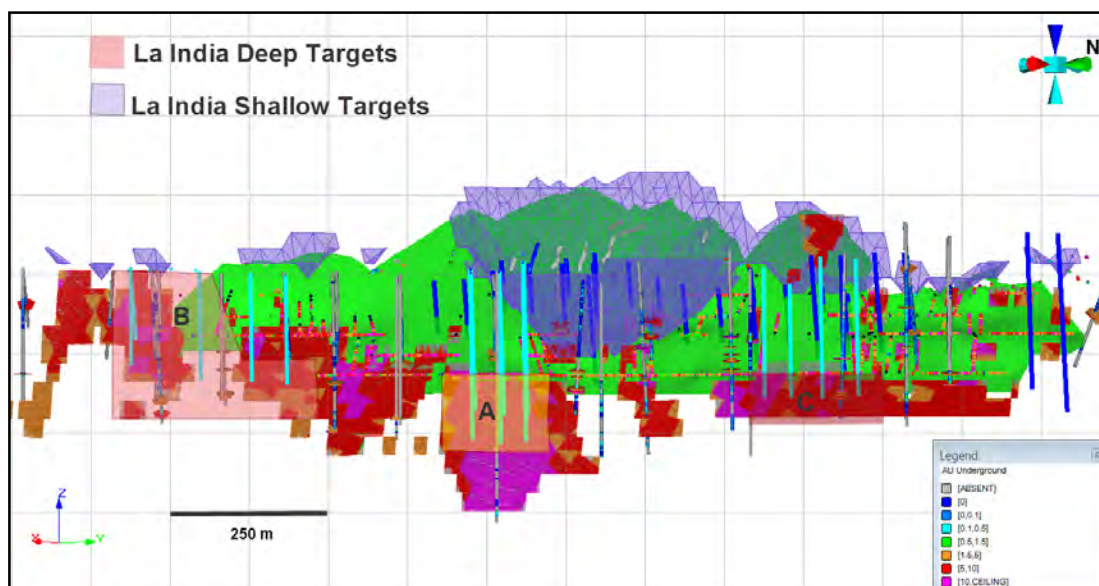 La India Deep Targets
La India Shallow Targets
N
B
A
C
Z
X
Y
250 m
Legend
AU Underground
[ABSENT]
[0]
[0,0.1]
[0.1,0.5]
[0.5,1.5]
[1.5,5]
[5,10]
[10,CEILING]